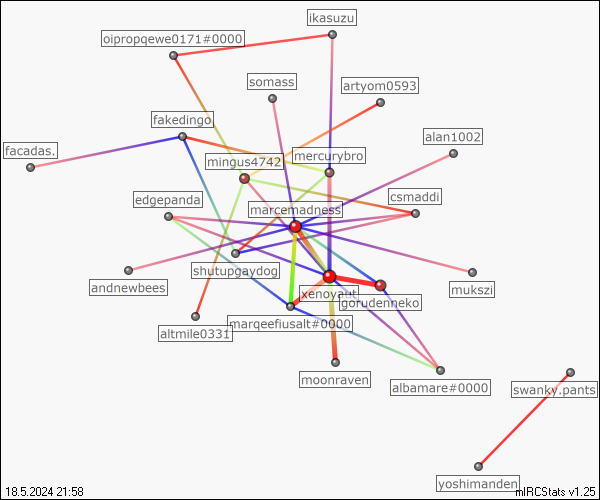 ikasuzu
oipropqewe0171#0000
somass
artyom0593
fakedingo
alan1002
facadas.
mingus4742
mercurybro
edgepanda
csmaddi
marcemadness
shutupgaydog
andnewbees
mukszi
xenoyaut
gorudenneko
altmile0331
marqeefiusalt#0000
moonraven
albamare#0000
swanky.pants
yoshimanden
18.5.2024 21:58
mIRCStats v1.25